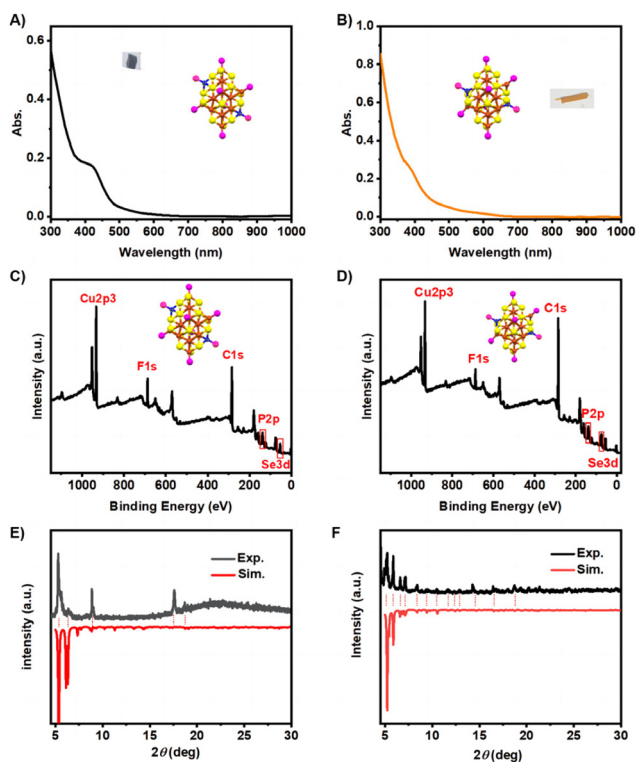 A)
0.6
0.4
0.2
0.0
Abs.
300 400 500 600 700 800 900 1000
Wavelength (nm)
B)
1.0
0.8
0.6
0.4
0.2
0.0
Abs.
300 400 500 600 700 800 900 1000
Wavelength (nm)
C)
Cu2p3
F1s
C1s
P2p
Se3d
Intensity (a.u.)
1000 800 600 400 200 0
Binding Energy (eV)
D)
Cu2p3
F1s
C1s
P2p
Se3d
Intensity (a.u.)
1000 800 600 400 200 0
Binding Energy (eV)
E)
Exp.
Sim.
intensity (a.u.)
5 10 15 20 25 30
2θ(deg)
F)
Exp.
Sim.
intensity (a.u.)
5 10 15 20 25 30
2θ(deg)